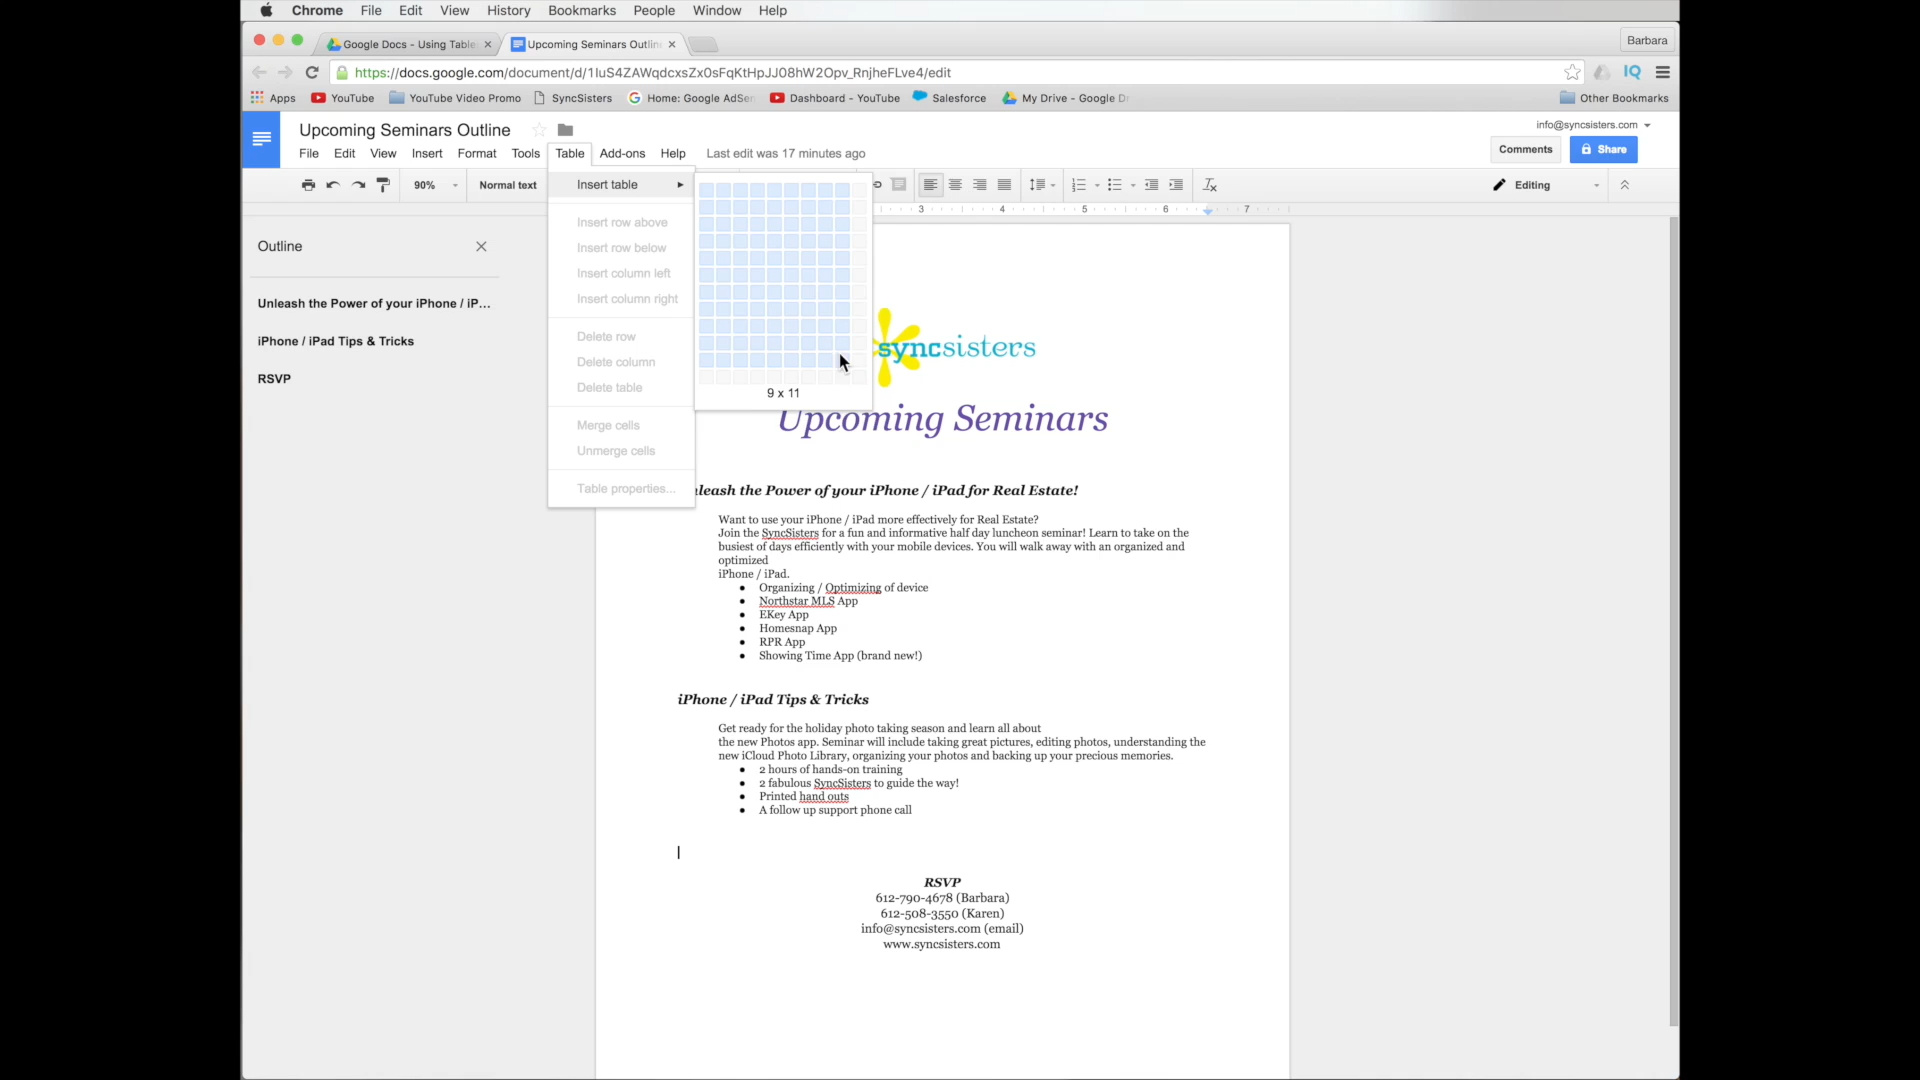 Chrome File Edit View History Bookmarks People Window Help
Google Docs - Using Table
Upcoming Seminars Outlin
Barbara
https://docs.google.com/document/d/1IuS4ZAWqdcxsZx0sFqKtHpJJ08hW2Opv_RnjheFLve4/edit
IQ
Apps YouTube YouTube Video Promo SyncSisters Home: Google AdSen Dashboard - YouTube Salesforce My Drive - Google Dr Other Bookmarks
Upcoming Seminars Outline
info@syncsisters.com
File Edit View Insert Format Tools Table Add-ons Help Last edit was 17 minutes ago
Comments
Share
90% Normal text
Editing
3 4 5 6 7
Insert table
Insert row above
Insert row below
Insert column left
Insert column right
Delete row
Delete column
Delete table
Merge cells
Unmerge cells
Table properties...
9 x 11
Outline
Unleash the Power of your iPhone / iP...
iPhone / iPad Tips & Tricks
RSVP
syncsisters
Upcoming Seminars
leash the Power of your iPhone / iPad for Real Estate!
Want to use your iPhone / iPad more effectively for Real Estate?
Join the SyncSisters for a fun and informative half day luncheon seminar! Learn to take on the
busiest of days efficiently with your mobile devices. You will walk away with an organized and
optimized
iPhone / iPad.
● Organizing / Optimizing of device
● Northstar MLS App
● EKey App
● Homesnap App
● RPR App
● Showing Time App (brand new!)
iPhone / iPad Tips & Tricks
Get ready for the holiday photo taking season and learn all about
the new Photos app. Seminar will include taking great pictures, editing photos, understanding the
new iCloud Photo Library, organizing your photos and backing up your precious memories.
● 2 hours of hands-on training
● 2 fabulous SyncSisters to guide the way!
● Printed hand outs
● A follow up support phone call
RSVP
612-790-4678 (Barbara)
612-508-3550 (Karen)
info@syncsisters.com (email)
www.syncsisters.com